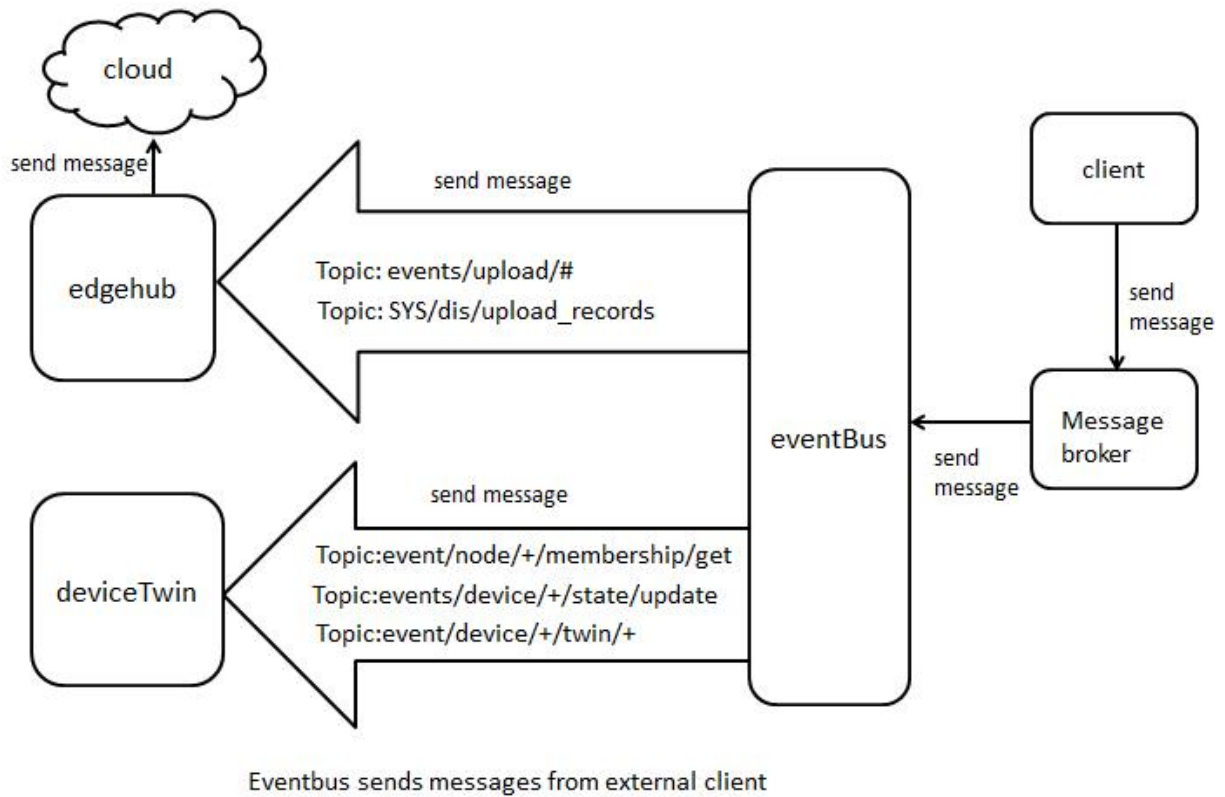 cloud
send message
edgehub
send message
Topic: events/upload/#
Topic: SYS/dis/upload_records
client
send
message
Message
broker
send
message
eventBus
deviceTwin
send message
Topic:event/node/+/membership/get
Topic:events/device/+/state/update
Topic:event/device/+/twin/+
Eventbus sends messages from external client